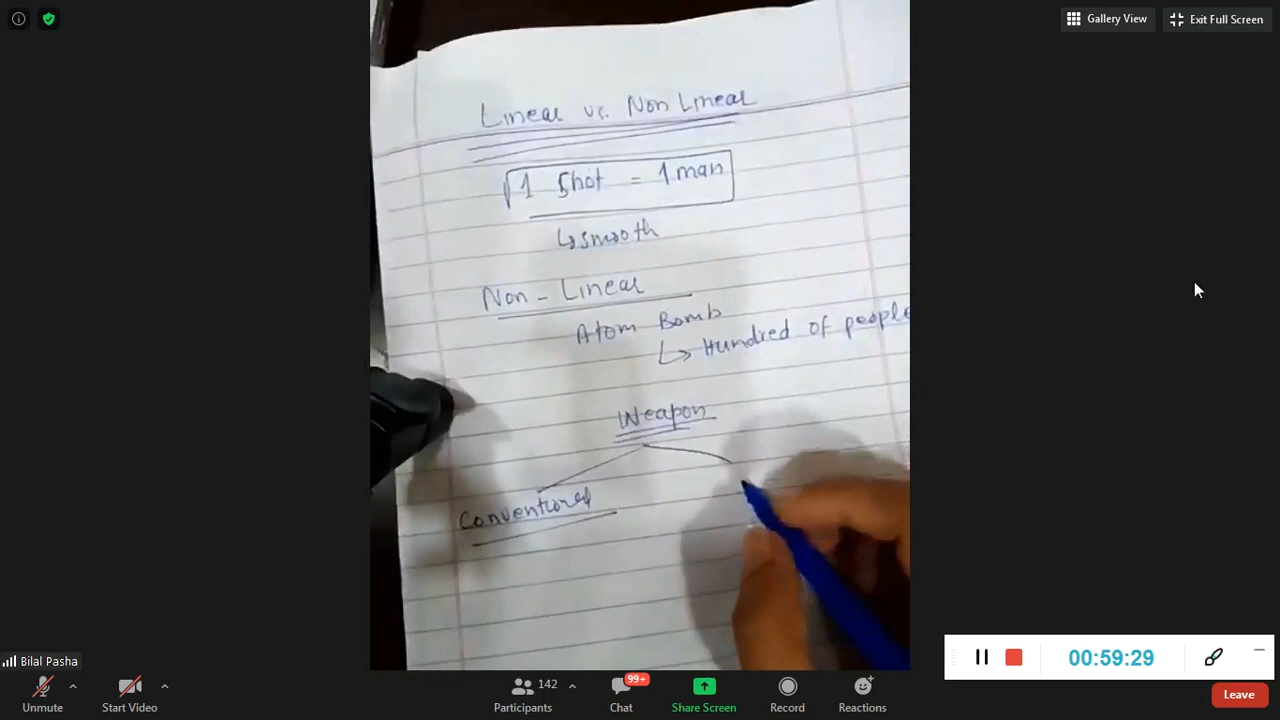 Gallery View
Exit Full Screen
Linear vs. Non Linear
1 Shot = 1 man
↳ smooth
Non - Linear
Atom Bomb
↳ Hundred of people
Weapon
Conventional
Bilal Pasha
00:59:29
Unmute
Start Video
142
Participants
99+
Chat
Share Screen
Record
Reactions
Leave